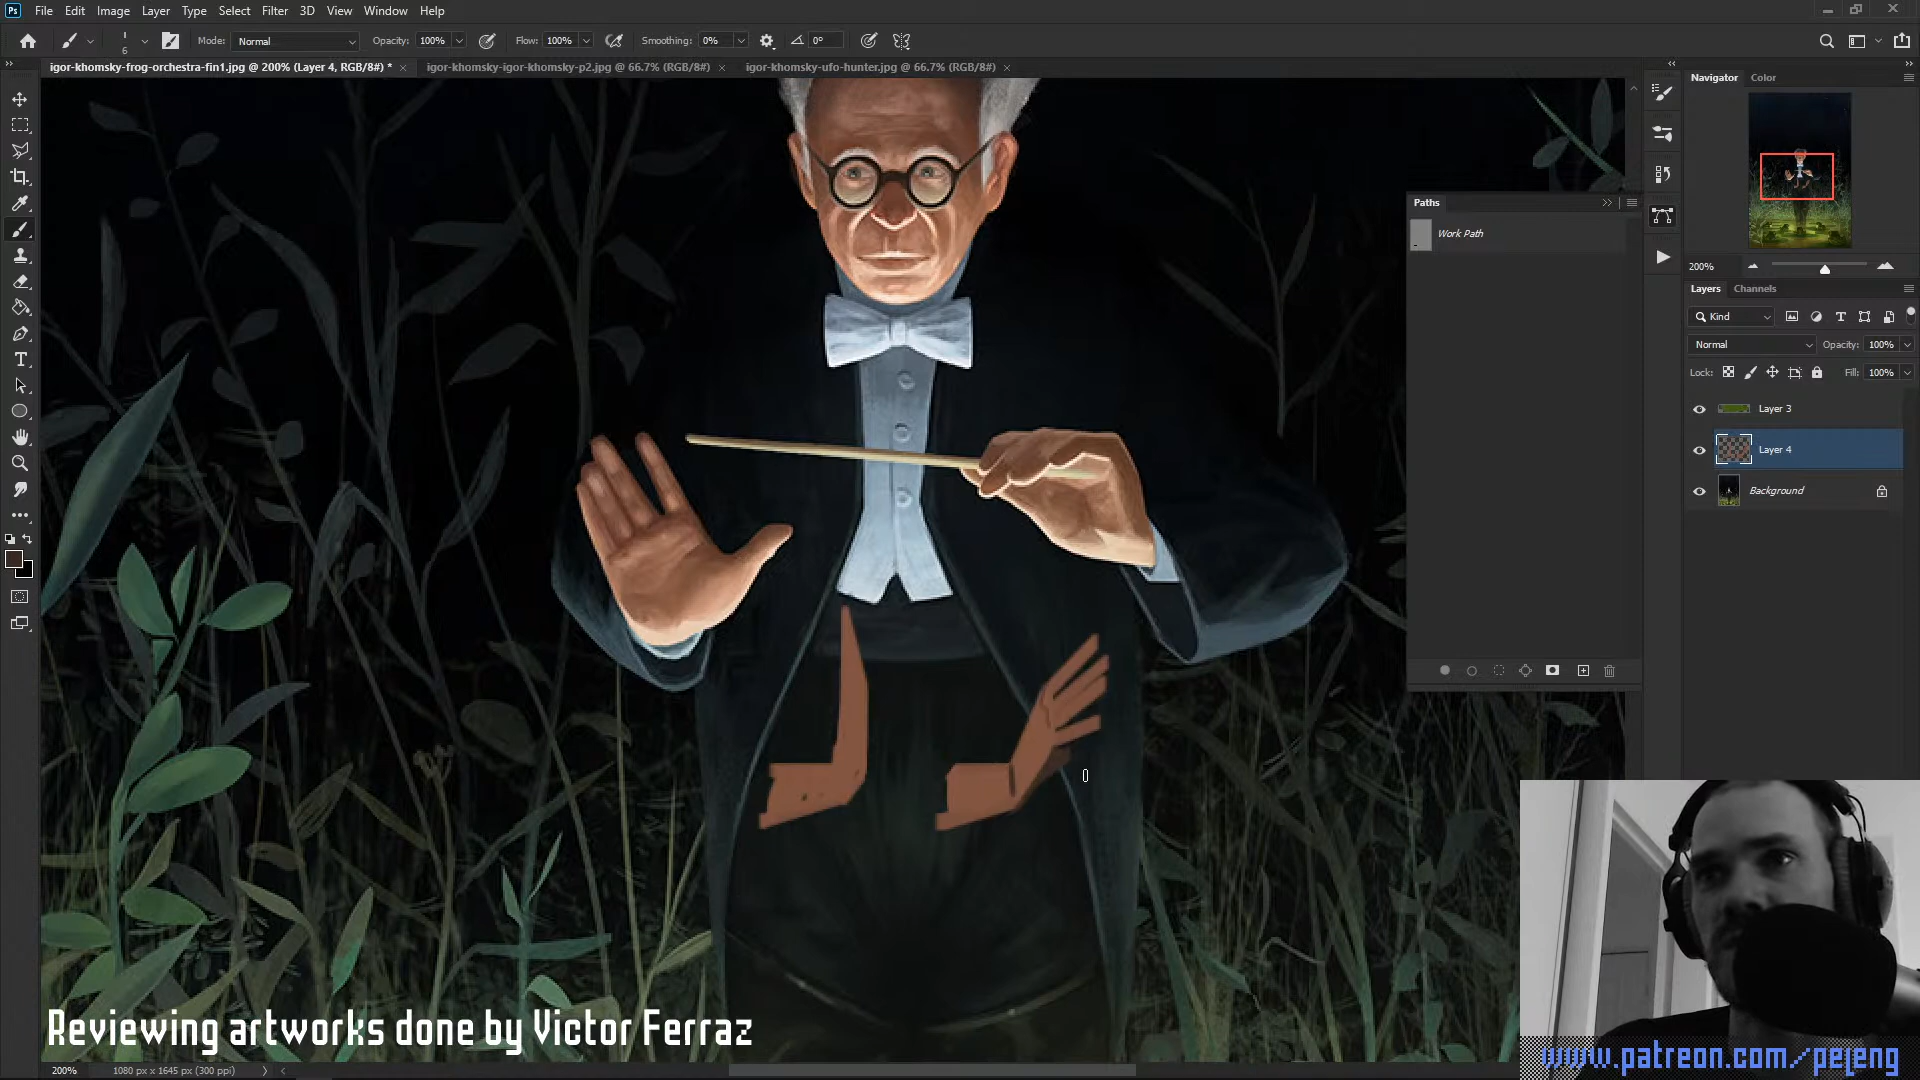 Ps File Edit Image Layer Type Select Filter 3D View Window Help
6 Mode: Normal Opacity: 100% Flow: 100% Smoothing: 0% 0°
igor-khomsky-frog-orchestra-fin1.jpg @ 200% (Layer 4, RGB/8#) * igor-khomsky-igor-khomsky-p2.jpg @ 66.7% (RGB/8#) igor-khomsky-ufo-hunter.jpg @ 66.7% (RGB/8#)
Navigator Color
Paths
Work Path
200%
Layers Channels
Kind
Normal Opacity: 100%
Lock: Fill: 100%
Layer 3
Layer 4
Background
Reviewing artworks done by Victor Ferraz
www.patreon.com/pejeng
200% 1080 px x 1645 px (300 ppi)